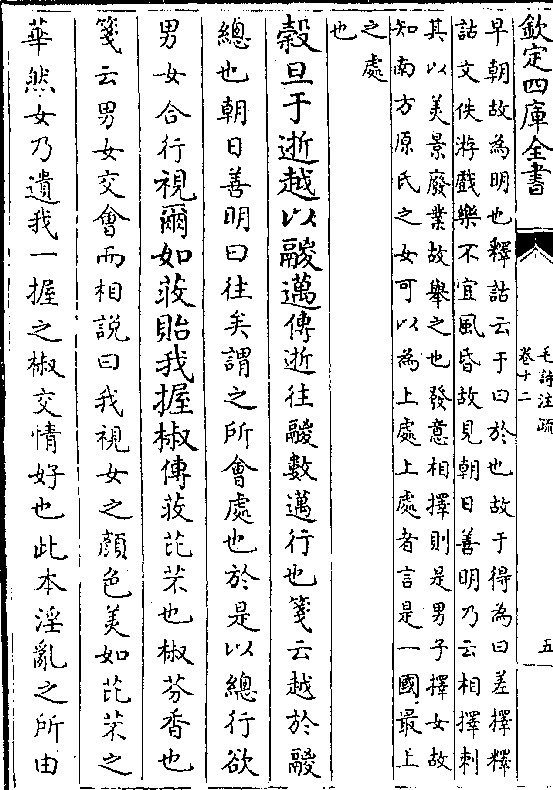 欽定四庫全書
毛詩注疏
卷十二
五
早朝故為明也釋詁云于曰於也故于得為曰差擇釋
詁文佚游戲樂不宜風昏故見朝日善明乃云相擇刺
其以美景廢業故舉之也發意相擇則是男子擇女故
知南方原氏之女可以為上處上處者言是一國最上
之處
也
糓旦于逝越以鬷邁傳逝往鬷數邁行也箋云越於鬷
總也朝旦善明曰往矣謂之所會處也於是以總行欲
男女合行視爾如荍貽我握椒傳荍芘芣也椒芬香也
箋云男女交會而相說曰我視女之顔色美如芘芣之
華然女乃遺我一握之椒交情好也此本淫亂之所由